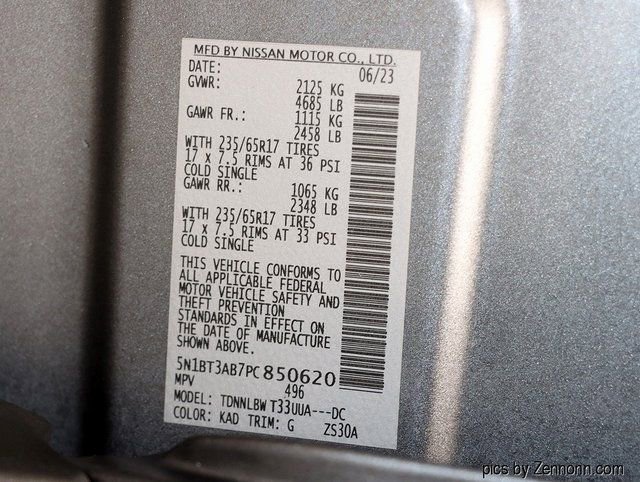 MFD BY NISSAN MOTOR CO., LTD.
DATE: 06/23
GVWR: 2125 KG
4685 LB
GAWR FR.: 1115 KG
2458 LB
WITH 235/65R17 TIRES
17 x 7.5 RIMS AT 36 PSI
COLD SINGLE
GAWR RR.: 1065 KG
2348 LB
WITH 235/65R17 TIRES
17 x 7.5 RIMS AT 33 PSI
COLD SINGLE
THIS VEHICLE CONFORMS TO
ALL APPLICABLE FEDERAL
MOTOR VEHICLE SAFETY AND
THEFT PREVENTION
STANDARDS IN EFFECT ON
THE DATE OF MANUFACTURE
SHOWN ABOVE.
5N1BT3AB7PC850620
MPV 496
MODEL: TDNNLBW T33UUA---DC
COLOR: KAD TRIM: G ZS30A
pics by Zennonn.com